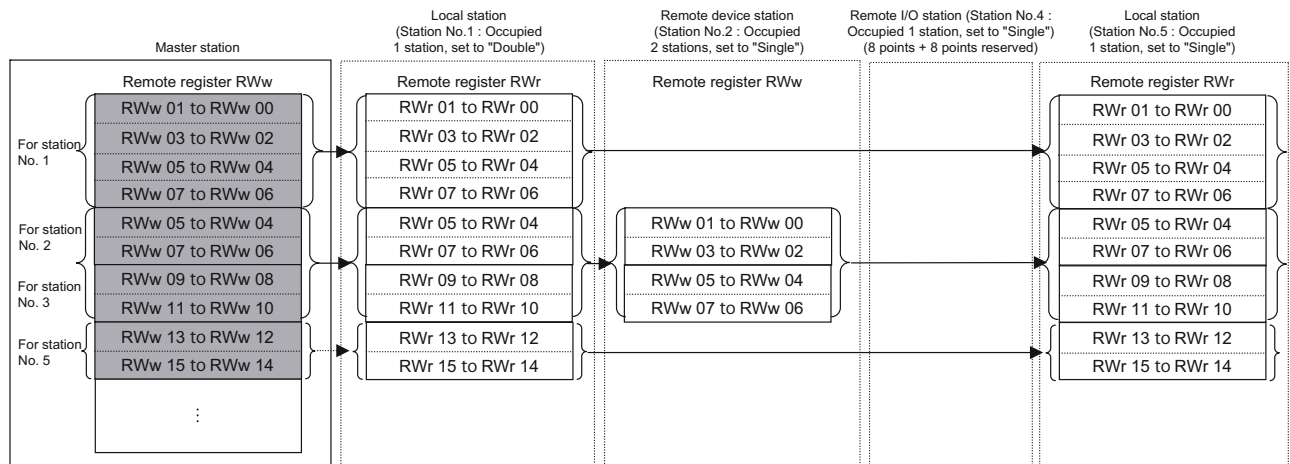 Master station
Local station
(Station No.1 : Occupied
1 station, set to "Double")
Remote device station
(Station No.2 : Occupied
2 stations, set to "Single")
Remote I/O station (Station No.4 :
Occupied 1 station, set to "Single")
(8 points + 8 points reserved)
Local station
(Station No.5 : Occupied
1 station, set to "Single")
Remote register RWw
For station
No. 1
For station
No. 2
For station
No. 3
For station
No. 5
RWw 01 to RWw 00
RWw 03 to RWw 02
RWw 05 to RWw 04
RWw 07 to RWw 06
RWw 05 to RWw 04
RWw 07 to RWw 06
RWw 09 to RWw 08
RWw 11 to RWw 10
RWw 13 to RWw 12
RWw 15 to RWw 14
⋮
Remote register RWr
RWr 01 to RWr 00
RWr 03 to RWr 02
RWr 05 to RWr 04
RWr 07 to RWr 06
RWr 05 to RWr 04
RWr 07 to RWr 06
RWr 09 to RWr 08
RWr 11 to RWr 10
RWr 13 to RWr 12
RWr 15 to RWr 14
Remote register RWw
RWw 01 to RWw 00
RWw 03 to RWw 02
RWw 05 to RWw 04
RWw 07 to RWw 06
Remote register RWr
RWr 01 to RWr 00
RWr 03 to RWr 02
RWr 05 to RWr 04
RWr 07 to RWr 06
RWr 05 to RWr 04
RWr 07 to RWr 06
RWr 09 to RWr 08
RWr 11 to RWr 10
RWr 13 to RWr 12
RWr 15 to RWr 14